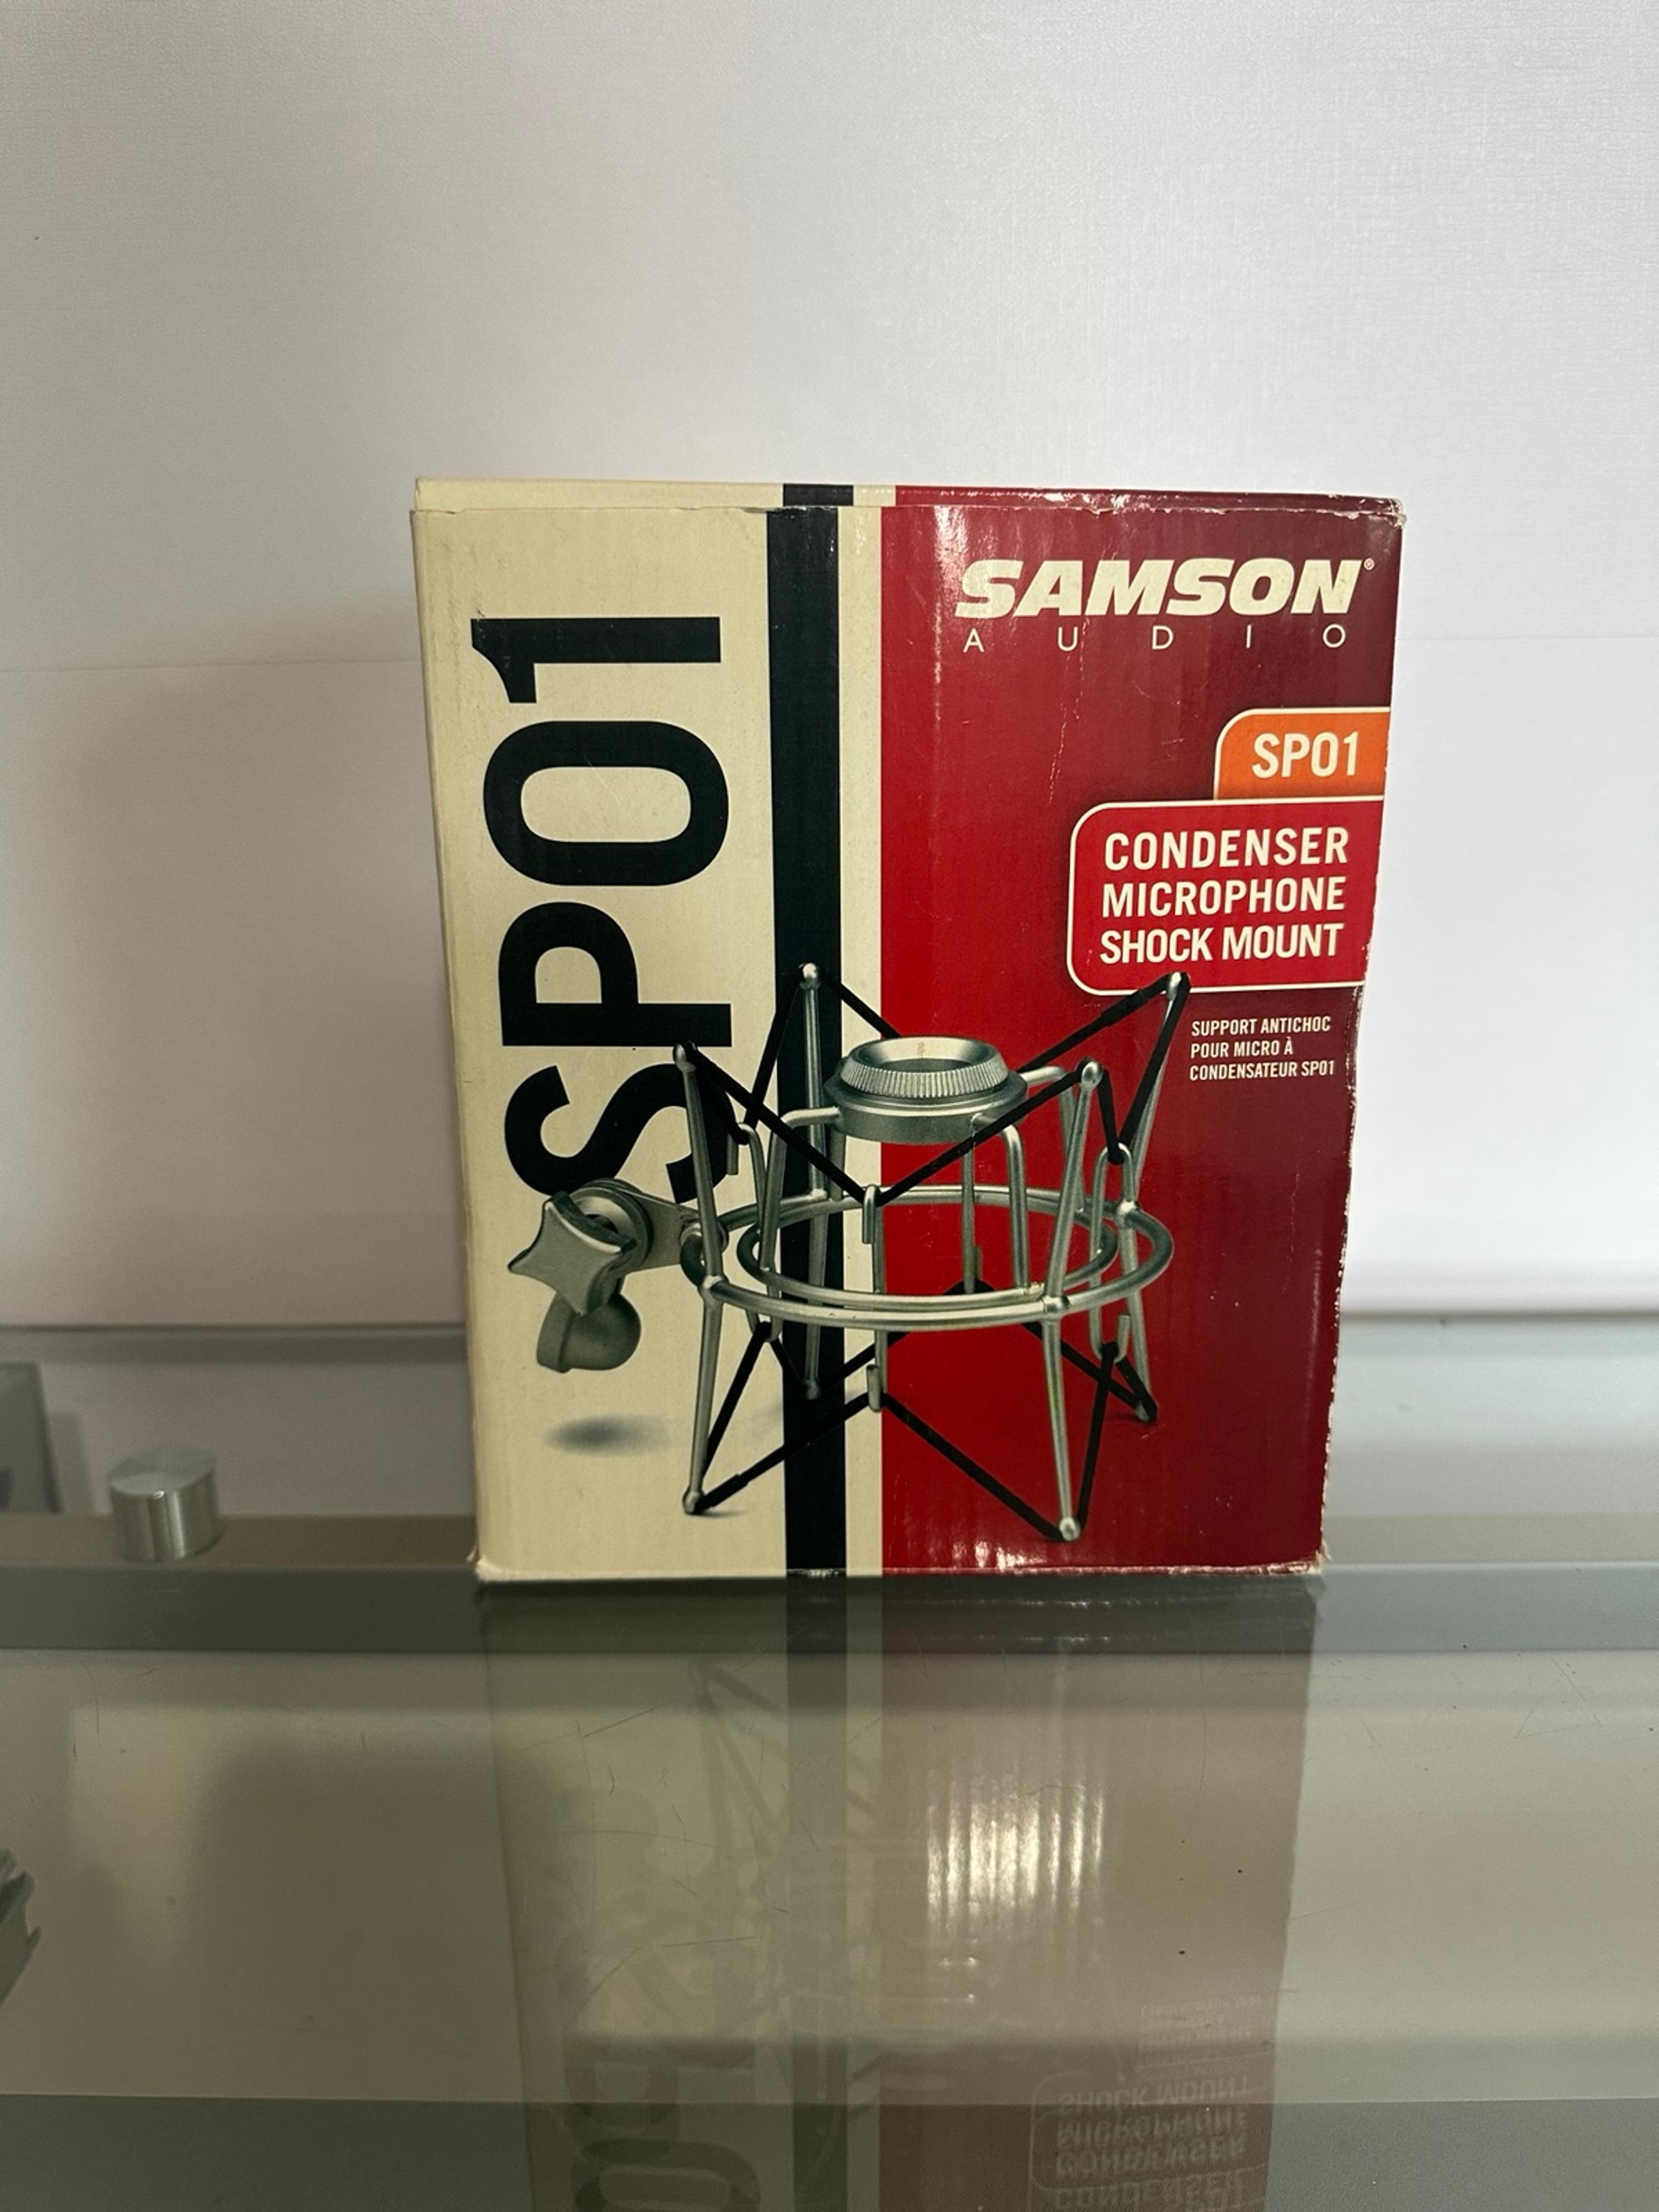 SP01
SAMSON®
AUDIO
SP01
CONDENSER
MICROPHONE
SHOCK MOUNT
SUPPORT ANTICHOC
POUR MICRO À
CONDENSATEUR SP01